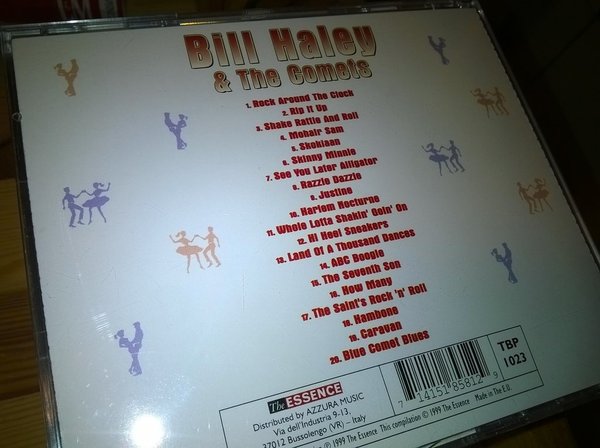 Bill Haley
& The Comets
1. Rock Around The Clock
2. Rip It Up
3. Shake Rattle And Roll
4. Mohair Sam
5. Skokiaan
6. Skinny Minnie
7. See You Later Alligator
8. Razzle Dazzle
9. Justine
10. Harlem Nocturne
11. Whole Lotta Shakin' Goin' On
12. Hi Heel Sneakers
13. Land Of A Thousand Dances
14. ABC Boogie
15. The Seventh Son
16. How Many
17. The Saint's Rock 'n' Roll
18. Hambone
19. Caravan
20. Blue Comet Blues
The ESSENCE
Distributed by AZZURA MUSIC
Via dell'Industria 9-13,
37012 Bussolengo (VR) – Italy
7 14151 85812 9
TBP
1023
© 1999 The Essence This compilation © 1999 The Essence Made in The E.U.